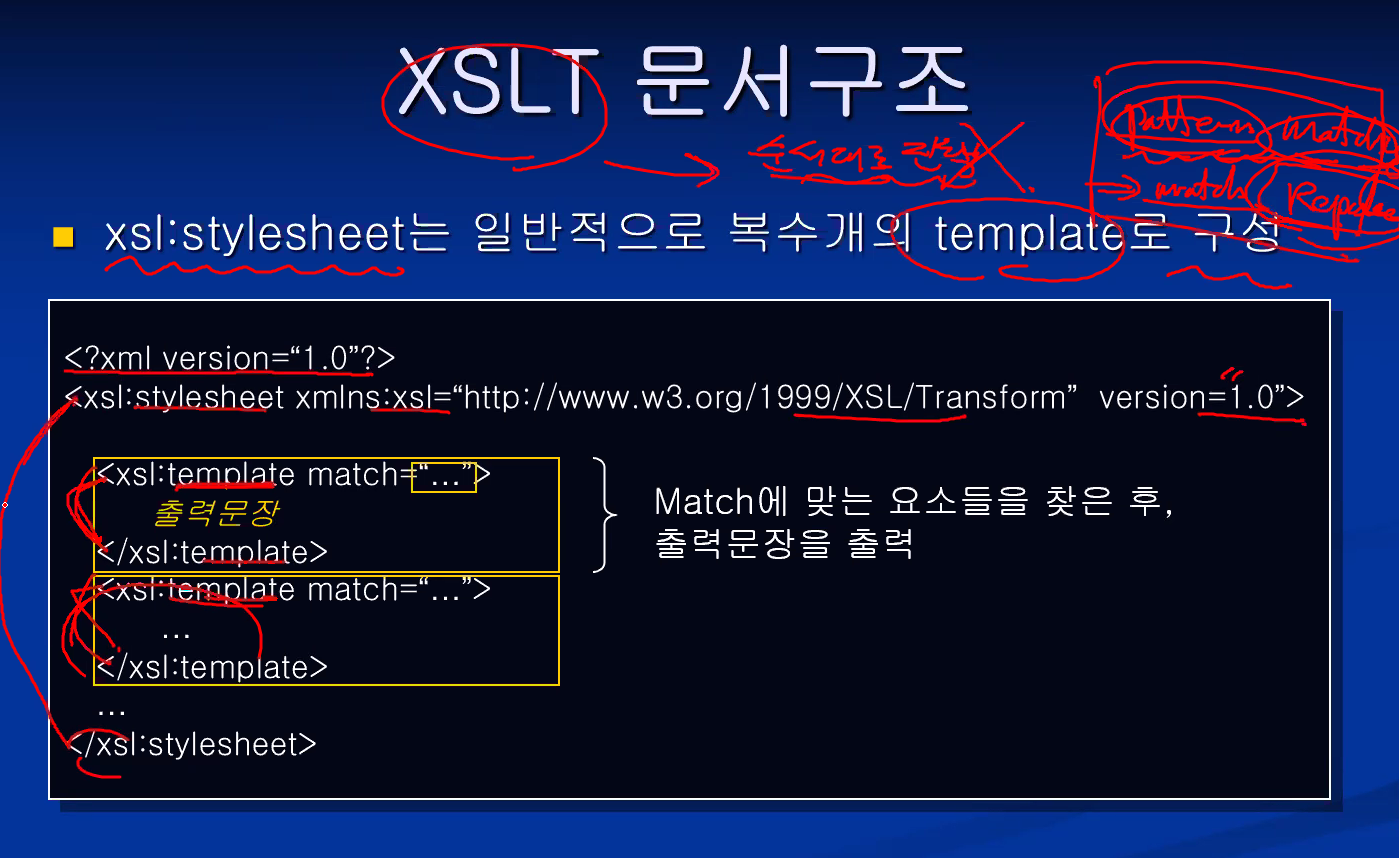 XSLT 문서구조
순서대로
Pattern Match
→ match Replace
■ xsl:stylesheet는 일반적으로 복수개의 template로 구성
<?xml version=“1.0”?>
<xsl:stylesheet xmlns:xsl=“http://www.w3.org/1999/XSL/Transform” version=“1.0”>
<xsl:template match=“...”>
출력문장
</xsl:template>
Match에 맞는 요소들을 찾은 후,
출력문장을 출력
<xsl:template match=“...”>
...
</xsl:template>
...
</xsl:stylesheet>